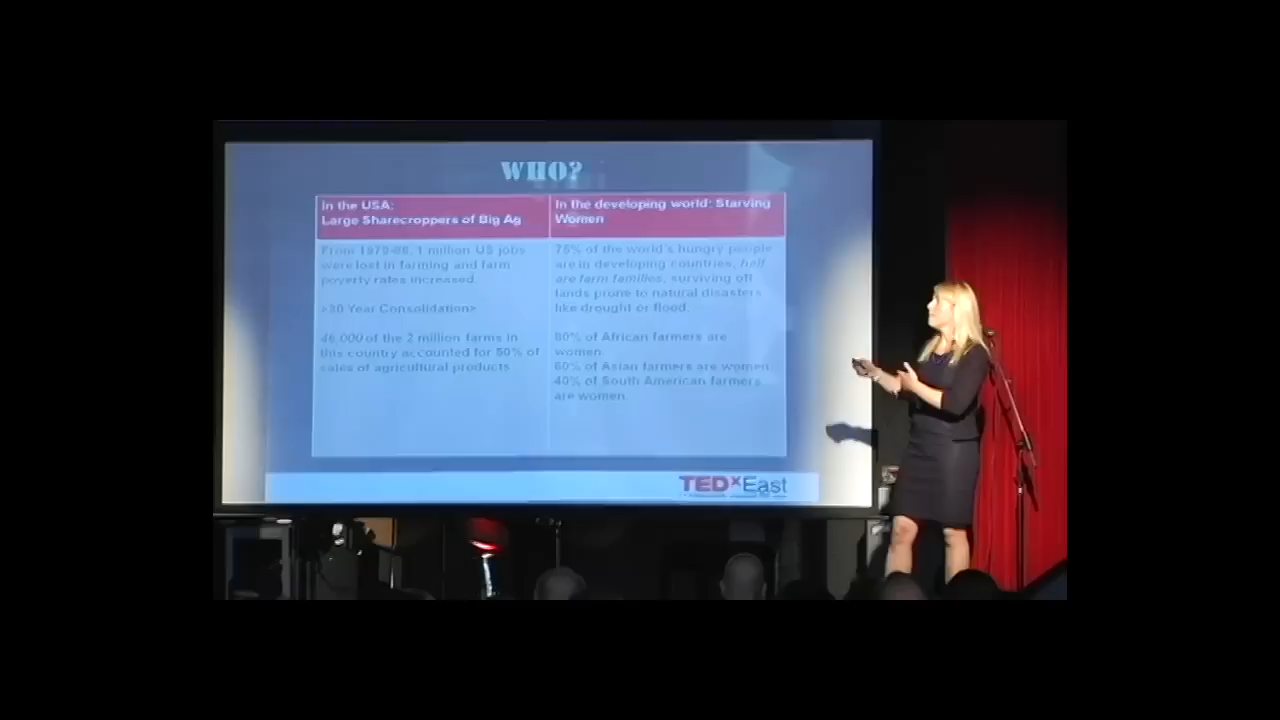 WHO?
In the USA:
Large Sharecroppers of Big Ag
From 1979-98, 1 million US jobs
were lost in farming and farm
poverty rates increased.
>30 Year Consolidation>
46,000 of the 2 million farms in
this country accounted for 50% of
sales of agricultural products
In the developing world: Starving
Women
75% of the world's hungry people
are in developing countries, half
are farm families, surviving off
lands prone to natural disasters
like drought or flood.
80% of African farmers are
women.
60% of Asian farmers are women.
40% of South American farmers
are women.
TEDxEast